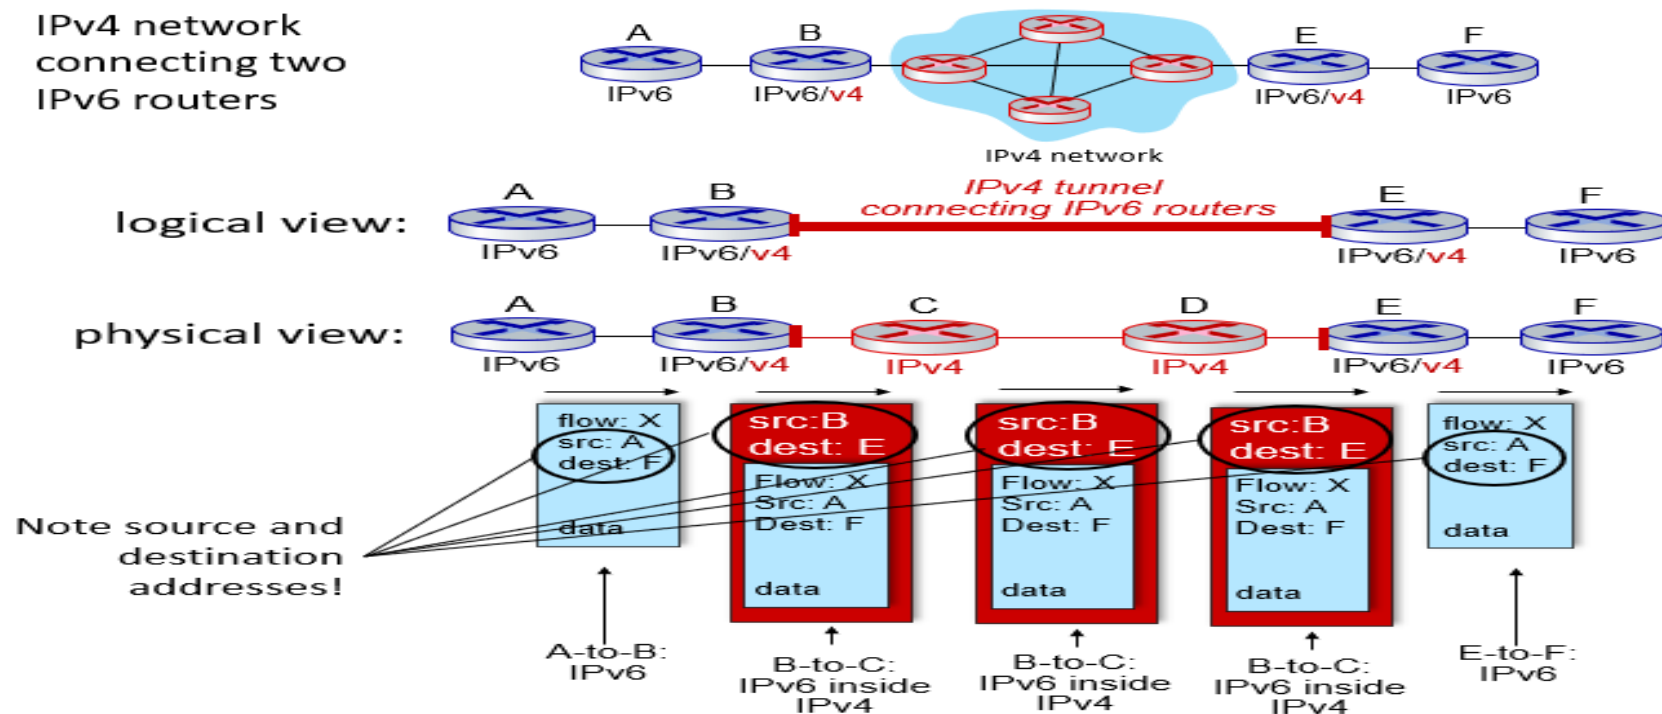 IPv4 network
connecting two
IPv6 routers
A
B
E
F
IPv6
IPv6/v4
IPv6/v4
IPv6
IPv4 network
logical view:
A
B
IPv4 tunnel
connecting IPv6 routers
E
F
IPv6
IPv6/v4
IPv6/v4
IPv6
physical view:
A
B
C
D
E
F
IPv6
IPv6/v4
IPv4
IPv4
IPv6/v4
IPv6
flow: X
src: A
dest: F
data
src:B
dest: E
Flow: X
Src: A
Dest: F
data
src:B
dest: E
Flow: X
Src: A
Dest: F
data
src:B
dest: E
Flow: X
Src: A
Dest: F
data
flow: X
src: A
dest: F
data
Note source and
destination
addresses!
A-to-B:
IPv6
B-to-C:
IPv6 inside
IPv4
B-to-C:
IPv6 inside
IPv4
B-to-C:
IPv6 inside
IPv4
E-to-F:
IPv6